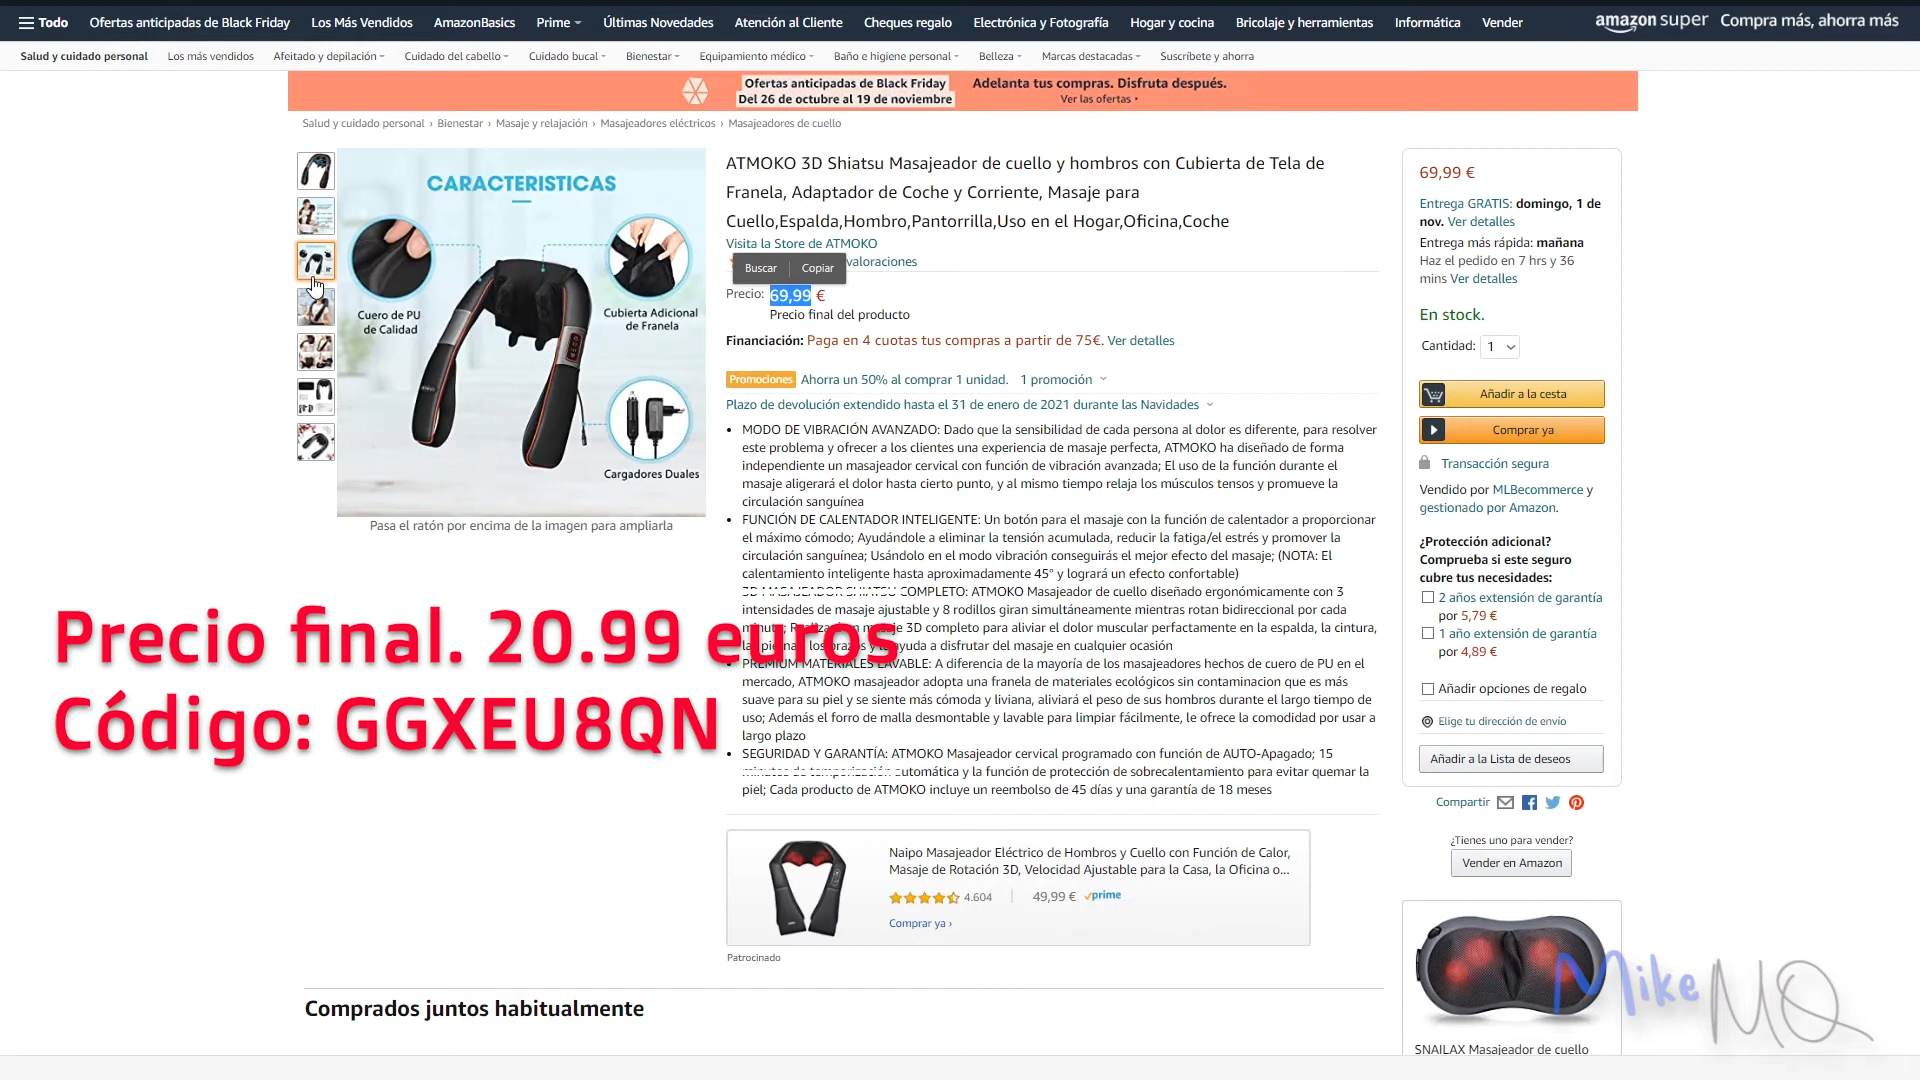 Todo
Ofertas anticipadas de Black Friday
Los Más Vendidos
AmazonBasics
Prime
Últimas Novedades
Atención al Cliente
Cheques regalo
Electrónica y Fotografía
Hogar y cocina
Bricolaje y herramientas
Informática
Vender
amazon super
Compra más, ahorra más
Salud y cuidado personal
Los más vendidos
Afeitado y depilación
Cuidado del cabello
Cuidado bucal
Bienestar
Equipamiento médico
Baño e higiene personal
Belleza
Marcas destacadas
Suscríbete y ahorra
Ofertas anticipadas de Black Friday
Del 26 de octubre al 19 de noviembre
Adelanta tus compras. Disfruta después.
Ver las ofertas
Salud y cuidado personal › Bienestar › Masaje y relajación › Masajeadores eléctricos › Masajeadores de cuello
CARACTERISTICAS
Cuero de PU
de Calidad
Cubierta Adicional
de Franela
Cargadores Duales
Pasa el ratón por encima de la imagen para ampliarla
ATMOKO 3D Shiatsu Masajeador de cuello y hombros con Cubierta de Tela de
Franela, Adaptador de Coche y Corriente, Masaje para
Cuello,Espalda,Hombro,Pantorrilla,Uso en el Hogar,Oficina,Coche
Visita la Store de ATMOKO
Buscar
Copiar
valoraciones
Precio: 69,99 €
Precio final del producto
Financiación: Paga en 4 cuotas tus compras a partir de 75€. Ver detalles
Promociones Ahorra un 50% al comprar 1 unidad. 1 promoción
Plazo de devolución extendido hasta el 31 de enero de 2021 durante las Navidades
• MODO DE VIBRACIÓN AVANZADO: Dado que la sensibilidad de cada persona al dolor es diferente, para resolver
este problema y ofrecer a los clientes una experiencia de masaje perfecta, ATMOKO ha diseñado de forma
independiente un masajeador cervical con función de vibración avanzada; El uso de la función durante el
masaje aligerará el dolor hasta cierto punto, y al mismo tiempo relaja los músculos tensos y promueve la
circulación sanguínea
• FUNCIÓN DE CALENTADOR INTELIGENTE: Un botón para el masaje con la función de calentador a proporcionar
el máximo cómodo; Ayudándole a eliminar la tensión acumulada, reducir la fatiga/el estrés y promover la
circulación sanguínea; Usándolo en el modo vibración conseguirás el mejor efecto del masaje; (NOTA: El
calentamiento inteligente hasta aproximadamente 45° y logrará un efecto confortable)
3D MASAJEADOR SHIATSU COMPLETO: ATMOKO Masajeador de cuello diseñado ergonómicamente con 3
intensidades de masaje ajustable y 8 rodillos giran simultáneamente mientras rotan bidireccional por cada
masaje 3D completo para aliviar el dolor muscular perfectamente en la espalda, la cintura,
ayuda a disfrutar del masaje en cualquier ocasión
• PREMIUM MATERIALES LAVABLE: A diferencia de la mayoría de los masajeadores hechos de cuero de PU en el
mercado, ATMOKO masajeador adopta una franela de materiales ecológicos sin contaminacion que es más
suave para su piel y se siente más cómoda y liviana, aliviará el peso de sus hombros durante el largo tiempo de
uso; Además el forro de malla desmontable y lavable para limpiar fácilmente, le ofrece la comodidad por usar a
largo plazo
• SEGURIDAD Y GARANTÍA: ATMOKO Masajeador cervical programado con función de AUTO-Apagado; 15
minutos de temporización automática y la función de protección de sobrecalentamiento para evitar quemar la
piel; Cada producto de ATMOKO incluye un reembolso de 45 días y una garantía de 18 meses
Precio final. 20.99 euros
Código: GGXEU8QN
Naipo Masajeador Eléctrico de Hombros y Cuello con Función de Calor,
Masaje de Rotación 3D, Velocidad Ajustable para la Casa, la Oficina o...
4.604 | 49,99 € prime
Comprar ya ›
Patrocinado
Comprados juntos habitualmente
69,99 €
Entrega GRATIS: domingo, 1 de
nov. Ver detalles
Entrega más rápida: mañana
Haz el pedido en 7 hrs y 36
mins Ver detalles
En stock.
Cantidad: 1
Añadir a la cesta
Comprar ya
Transacción segura
Vendido por MLBecommerce y
gestionado por Amazon.
¿Protección adicional?
Comprueba si este seguro
cubre tus necesidades:
2 años extensión de garantía
por 5,79 €
1 año extensión de garantía
por 4,89 €
Añadir opciones de regalo
Elige tu dirección de envío
Añadir a la Lista de deseos
Compartir
¿Tienes uno para vender?
Vender en Amazon
SNAILAX Masajeador de cuello
Mike MQ